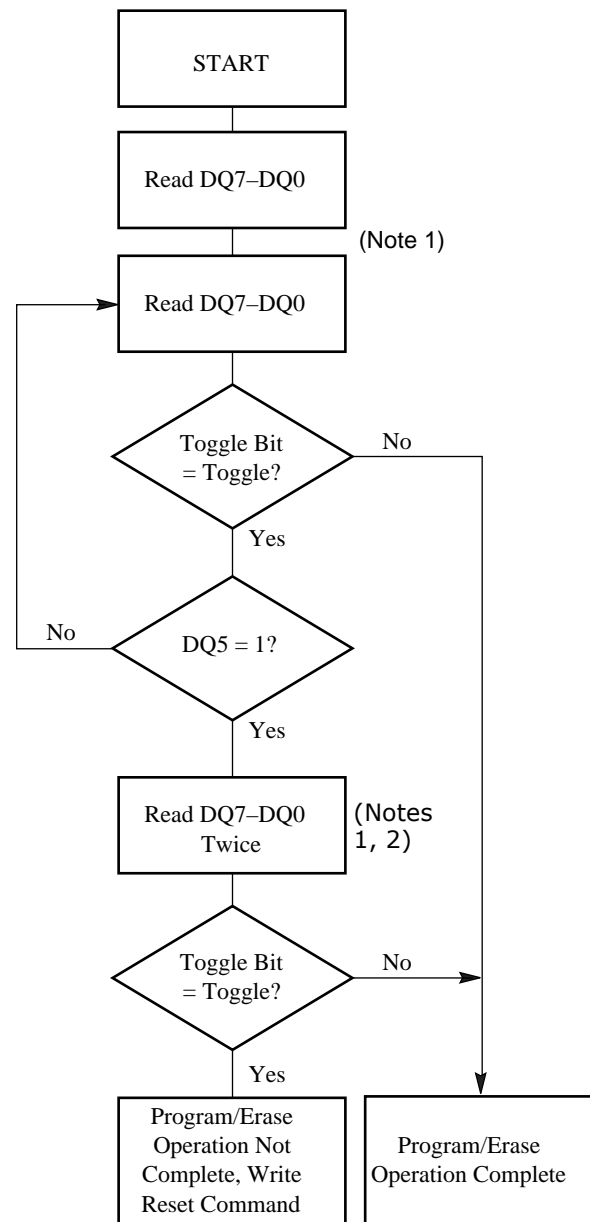 START
Read DQ7–DQ0
(Note 1)
Read DQ7–DQ0
Toggle Bit
= Toggle?
No
Yes
No
DQ5 = 1?
Yes
Read DQ7–DQ0
Twice
(Notes
1, 2)
Toggle Bit
= Toggle?
No
Yes
Program/Erase
Operation Not
Complete, Write
Reset Command
Program/Erase
Operation Complete